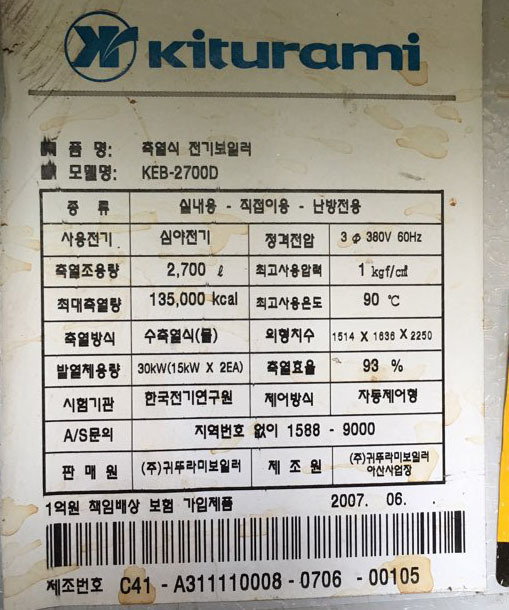 kiturami
품 명: 축열식 전기보일러
모델명: KEB-2700D
종 류 실내용 - 직접이용 - 난방전용
사용전기 심야전기 정격전압 3 Φ 380V 60Hz
축열조용량 2,700 ℓ 최고사용압력 1 kgf/㎠
최대축열량 135,000 kcal 최고사용온도 90 ℃
축열방식 수축열식(물) 외형치수 1514 X 1636 X 2250
발열체용량 30kW(15kW X 2EA) 축열효율 93 %
시험기관 한국전기연구원 제어방식 자동제어형
A/S문의 지역번호 없이 1588 - 9000
판 매 원 (주)귀뚜라미보일러 제 조 원 (주)귀뚜라미보일러 아산사업장
1억원 책임배상 보험 가입제품 2007. 06.
제조번호 C41 - A311110008 - 0706 - 00105